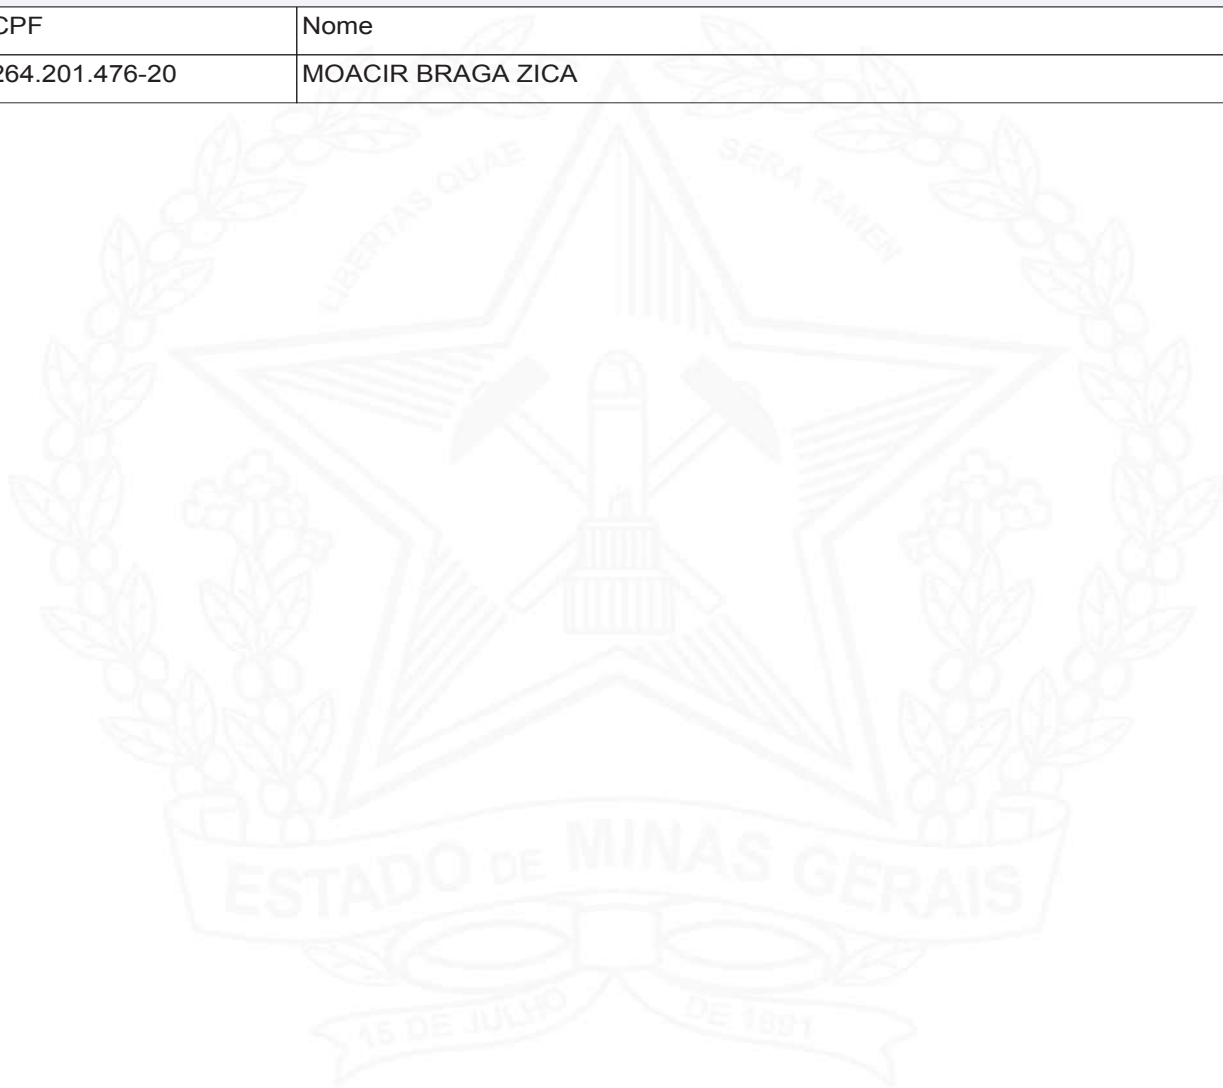 CPF Nome
264.201.476-20 MOACIR BRAGA ZICA
LIBERTAS QUAE SERA TAMEN
ESTADO DE MINAS GERAIS
15 DE JULHO DE 1891